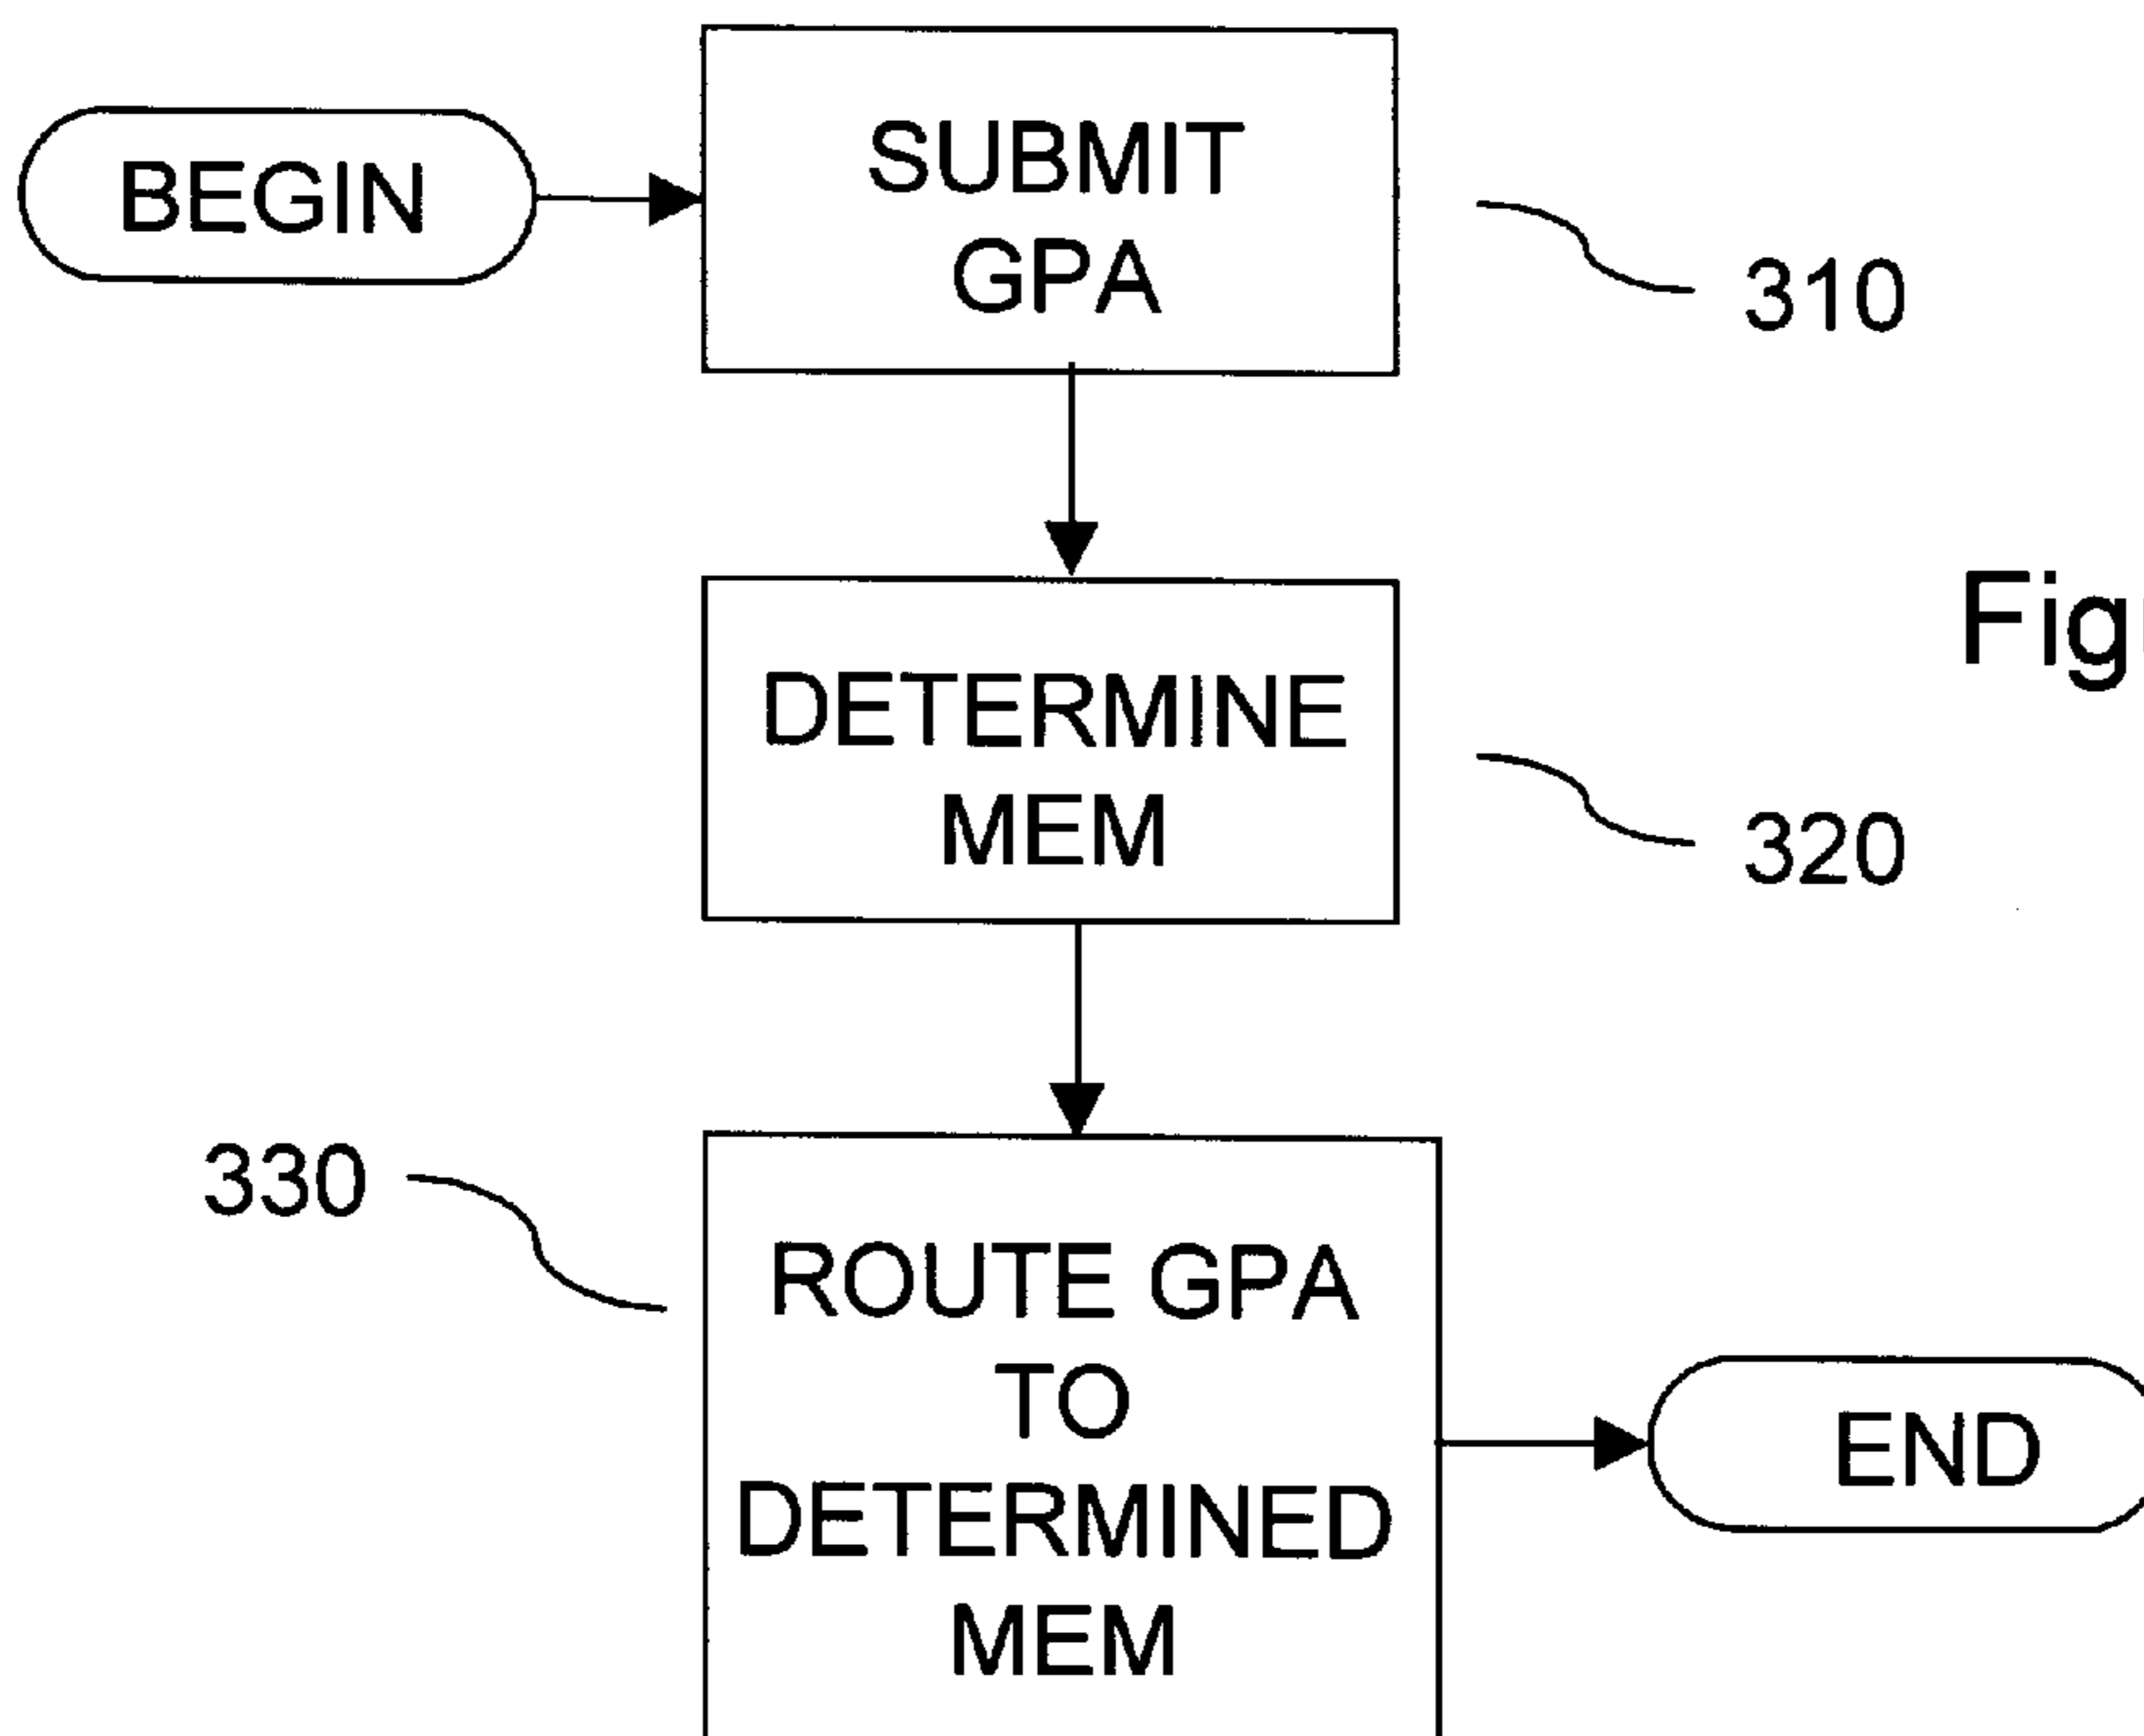 BEGIN
SUBMIT
GPA
310
DETERMINE
MEM
320
330
ROUTE GPA
TO
DETERMINED
MEM
END